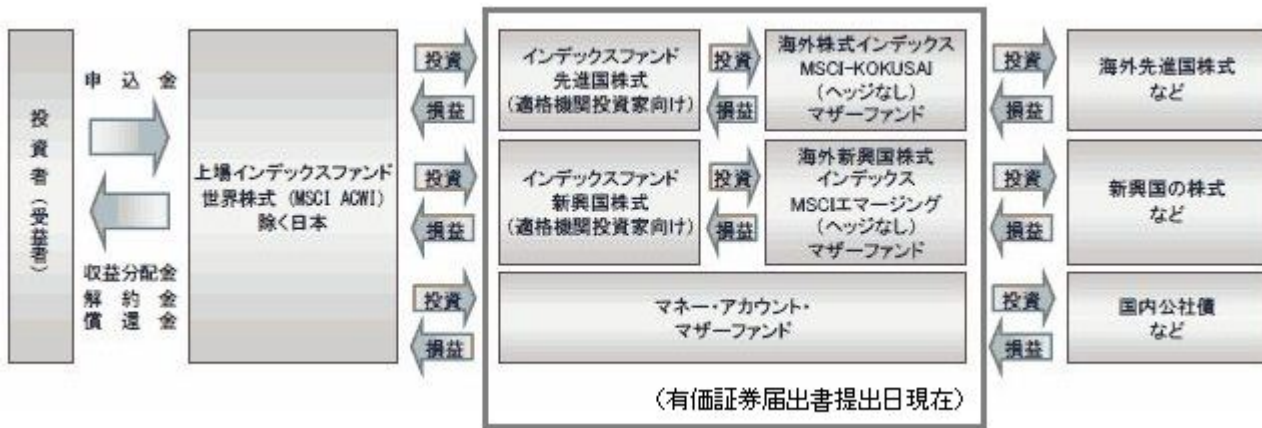 投資者(受益者)
申込金
収益分配金
解約金
償還金
上場インデックスファンド
世界株式(MSCI ACWI)
除く日本
投資
損益
インデックスファンド
先進国株式
(適格機関投資家向け)
投資
損益
海外株式インデックス
MSCI-KOKUSAI
(ヘッジなし)
マザーファンド
投資
損益
海外先進国株式
など
投資
損益
インデックスファンド
新興国株式
(適格機関投資家向け)
投資
損益
海外新興国株式
インデックス
MSCIエマージング
(ヘッジなし)
マザーファンド
投資
損益
新興国の株式
など
投資
損益
マネー・アカウント・
マザーファンド
投資
損益
国内公社債
など
(有価証券届出書提出日現在)